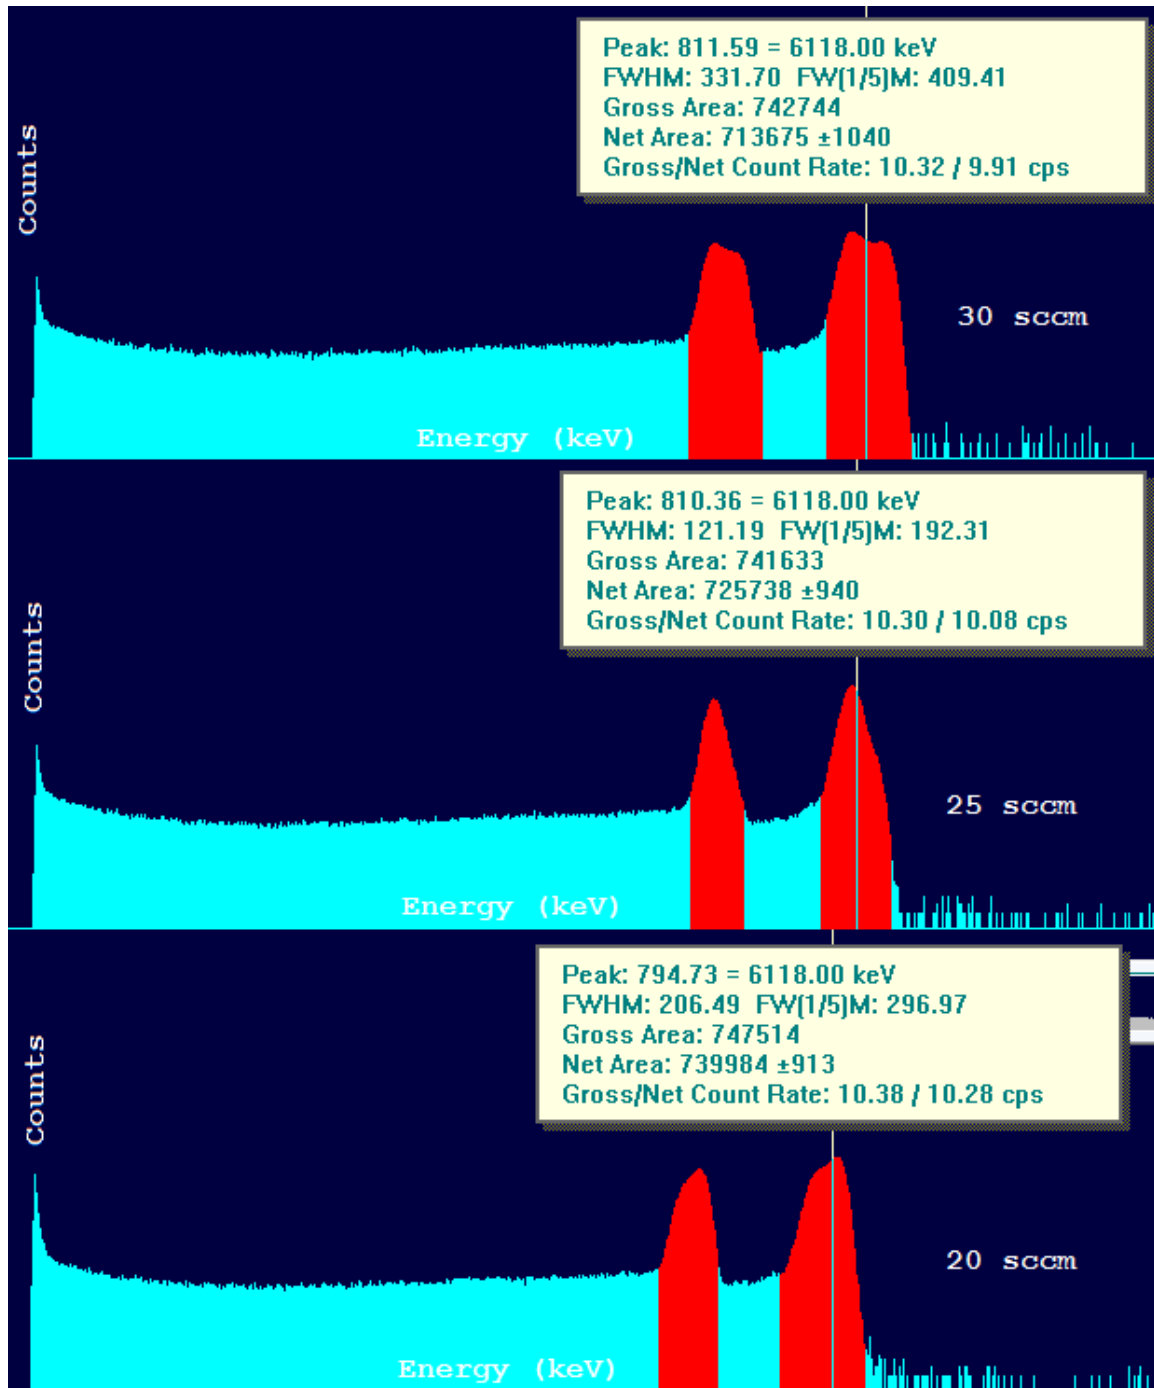 Peak: 811.59 = 6118.00 keV
FWHM: 331.70  FW(1/5)M: 409.41
Gross Area: 742744
Net Area: 713675 ±1040
Gross/Net Count Rate: 10.32 / 9.91 cps
Counts
30 sccm
Energy (keV)
Peak: 810.36 = 6118.00 keV
FWHM: 121.19  FW(1/5)M: 192.31
Gross Area: 741633
Net Area: 725738 ±940
Gross/Net Count Rate: 10.30 / 10.08 cps
Counts
25 sccm
Energy (keV)
Peak: 794.73 = 6118.00 keV
FWHM: 206.49  FW(1/5)M: 296.97
Gross Area: 747514
Net Area: 739984 ±913
Gross/Net Count Rate: 10.38 / 10.28 cps
Counts
20 sccm
Energy (keV)